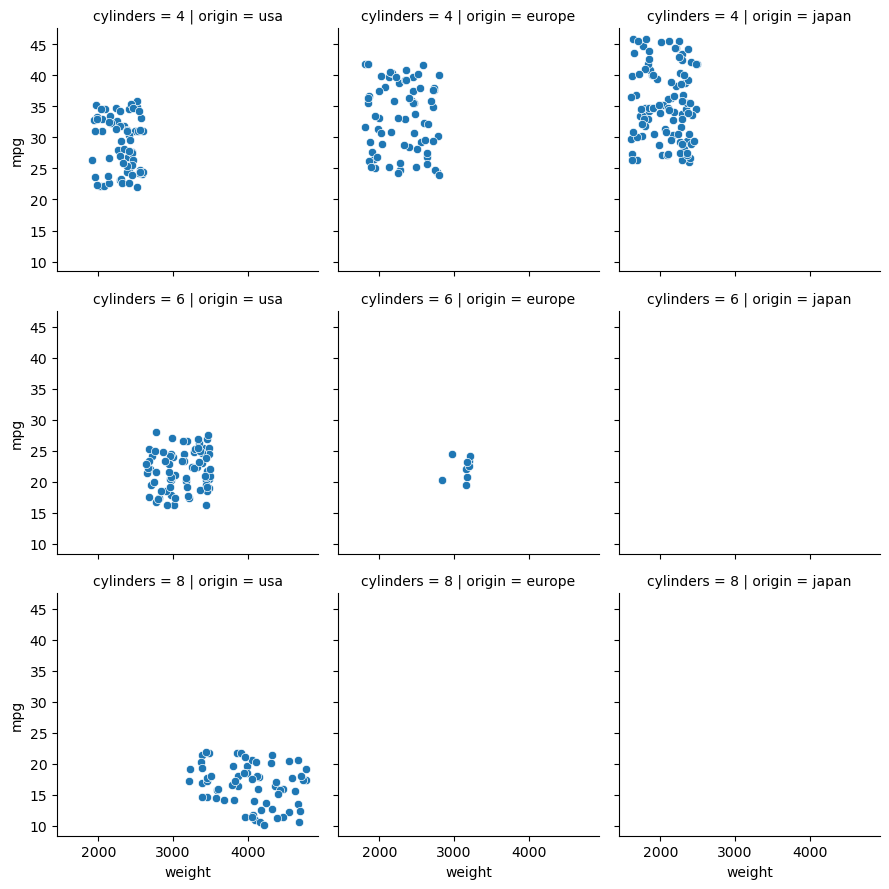 cylinders = 4 | origin = usa
cylinders = 4 | origin = europe
cylinders = 4 | origin = japan
45
40
35
30
25
20
15
10
mpg
cylinders = 6 | origin = usa
cylinders = 6 | origin = europe
cylinders = 6 | origin = japan
45
40
35
30
25
20
15
10
mpg
cylinders = 8 | origin = usa
cylinders = 8 | origin = europe
cylinders = 8 | origin = japan
45
40
35
30
25
20
15
10
mpg
2000 3000 4000
2000 3000 4000
2000 3000 4000
weight
weight
weight